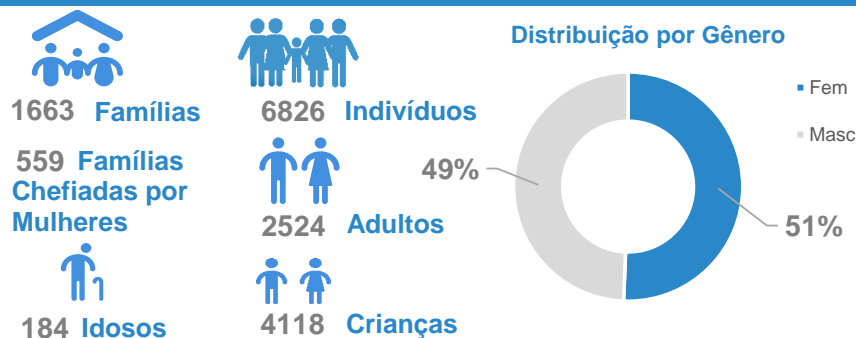 1663 Famílias
559 Famílias
Chefiadas por
Mulheres
184 Idosos
6826 Indivíduos
2524 Adultos
4118 Crianças
Distribuição por Gênero
Fem
Masc
49%
51%